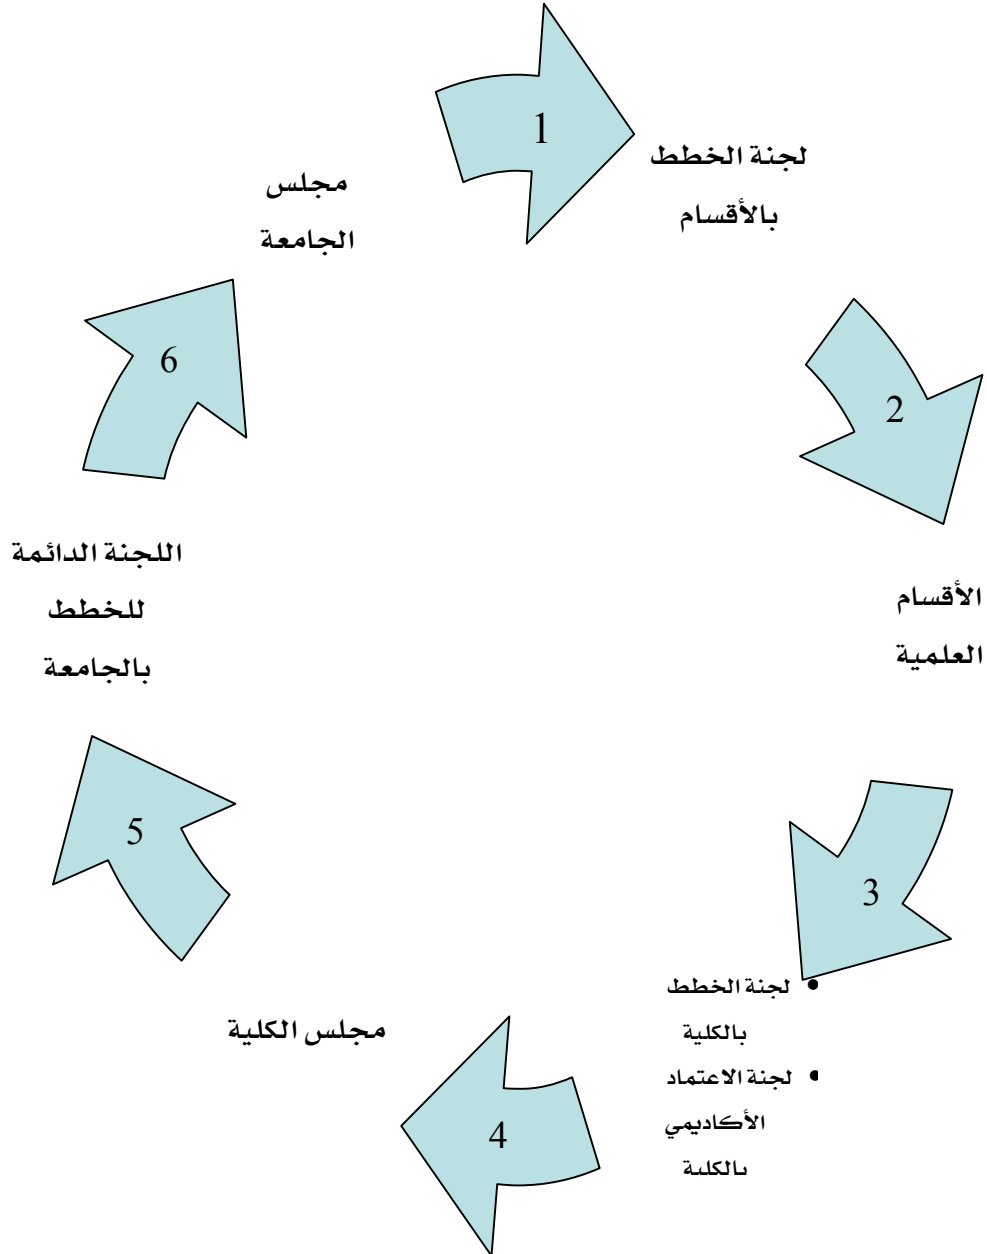 1
لجنة الخطط
بالأقسام
2
الأقسام
العلمية
3
• لجنة الخطط
بالكلية
• لجنة الاعتماد
الأكاديمي
بالكلية
4
مجلس الكلية
5
اللجنة الدائمة
للخطط
بالجامعة
6
مجلس
الجامعة